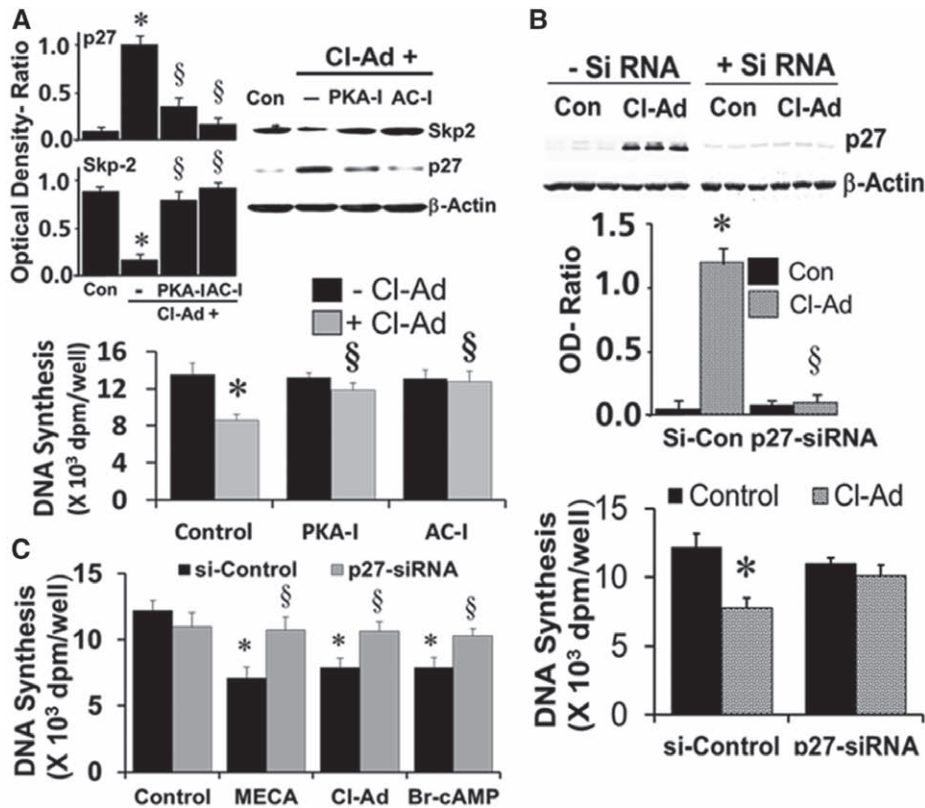 A
p27
1.0
0.5
0.0
*
§
§
Optical Density- Ratio
Skp-2
1.0
0.5
0.0
*
§
§
Con - PKA-I AC-I
Cl-Ad +
Cl-Ad +
Con – PKA-I AC-I
Skp2
p27
β-Actin
- Cl-Ad
+ Cl-Ad
DNA Synthesis
(X 10³ dpm/well)
16
12
8
4
0
*
§
§
Control PKA-I AC-I
B
- Si RNA + Si RNA
Con Cl-Ad Con Cl-Ad
p27
β-Actin
OD- Ratio
1.5
1.0
0.5
0.0
*
§
Con
Cl-Ad
Si-Con p27-siRNA
Control Cl-Ad
DNA Synthesis
(X 10³ dpm/well)
15
10
5
0
*
si-Control p27-siRNA
C
si-Control p27-siRNA
DNA Synthesis
(X 10³ dpm/well)
15
10
5
0
*
§
*
§
*
§
Control MECA Cl-Ad Br-cAMP